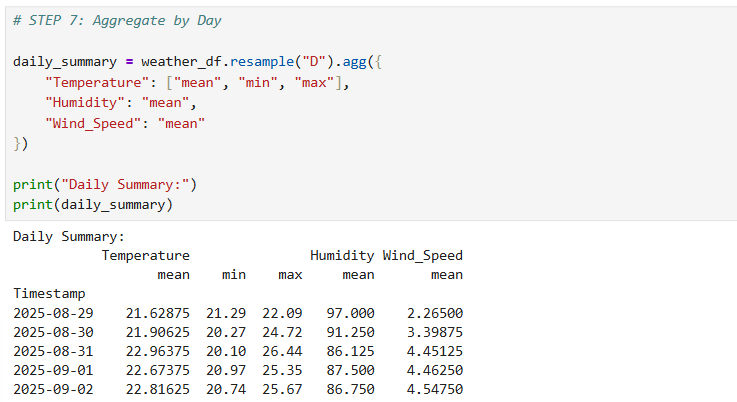 # STEP 7: Aggregate by Day
daily_summary = weather_df.resample("D").agg({
    "Temperature": ["mean", "min", "max"],
    "Humidity": "mean",
    "Wind_Speed": "mean"
})
print("Daily Summary:")
print(daily_summary)
Daily Summary:
           Temperature               Humidity Wind_Speed
                  mean    min    max     mean       mean
Timestamp
2025-08-29    21.62875  21.29  22.09   97.000    2.26500
2025-08-30    21.90625  20.27  24.72   91.250    3.39875
2025-08-31    22.96375  20.10  26.44   86.125    4.45125
2025-09-01    22.67375  20.97  25.35   87.500    4.46250
2025-09-02    22.81625  20.74  25.67   86.750    4.54750